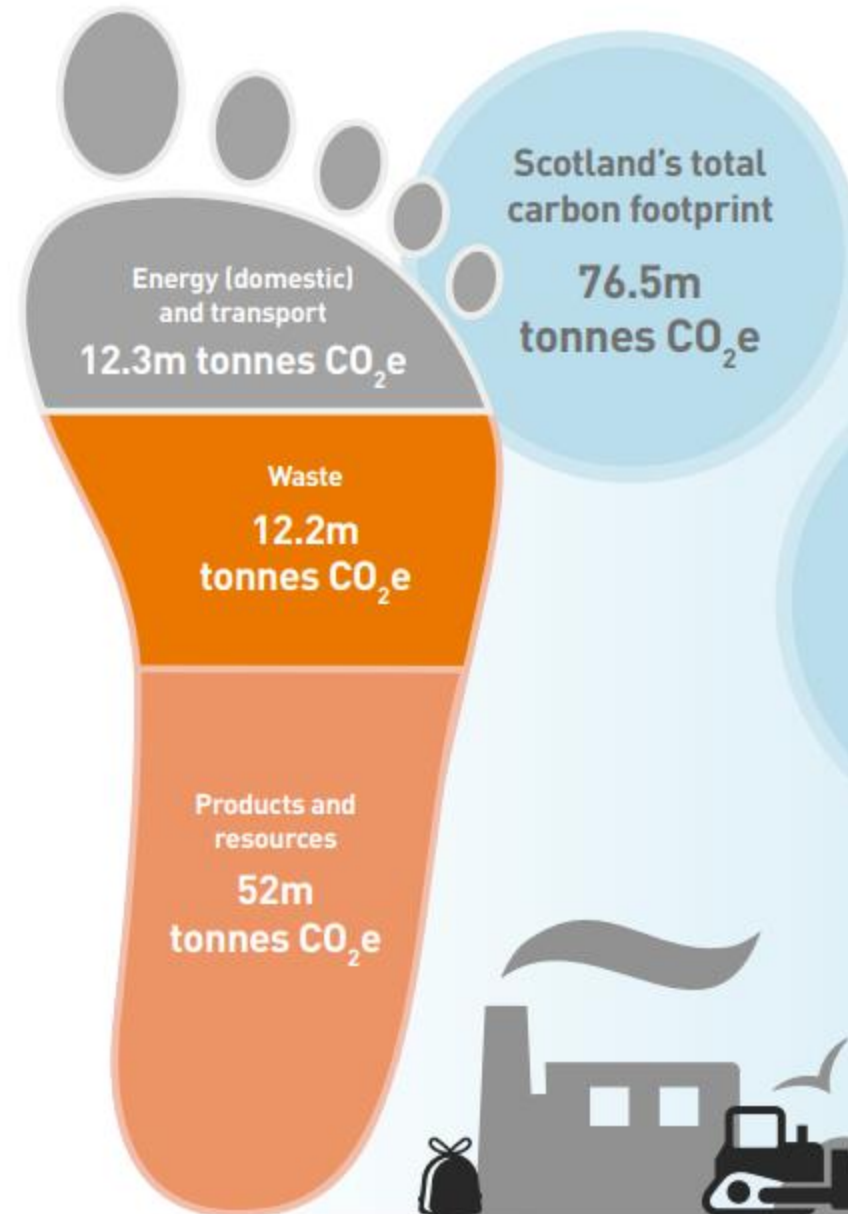 Scotland's total
carbon footprint
76.5m
tonnes CO₂e
Energy (domestic)
and transport
12.3m tonnes CO₂e
Waste
12.2m
tonnes CO₂e
Products and
resources
52m
tonnes CO₂e